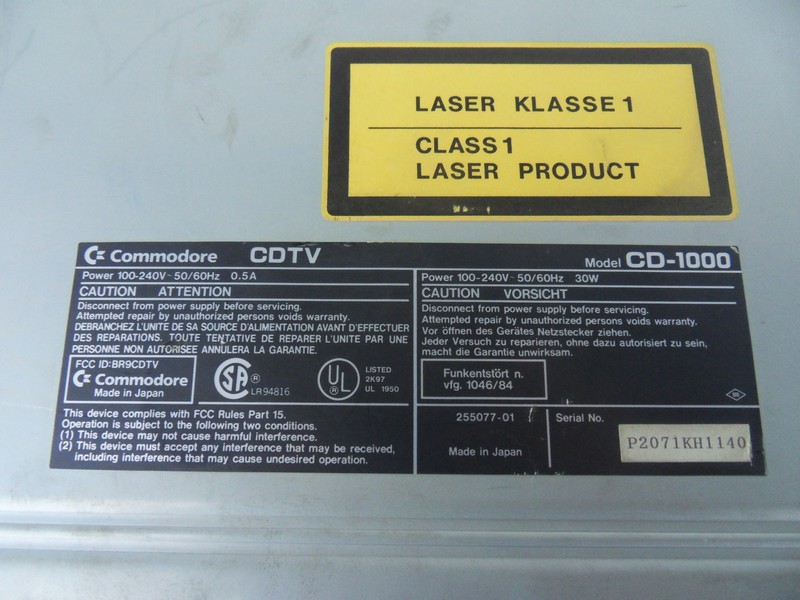 LASER KLASSE 1
CLASS 1
LASER PRODUCT
Commodore CDTV
Power 100-240V~50/60Hz 0.5A
CAUTION ATTENTION
Disconnect from power supply before servicing.
Attempted repair by unauthorized persons voids warranty.
DEBRANCHEZ L'UNITE DE SA SOURCE D'ALIMENTATION AVANT D'EFFECTUER
DES REPARATIONS. TOUTE TENTATIVE DE REPARER L'UNITE PAR UNE
PERSONNE NON AUTORISEE ANNULERA LA GARANTIE.
FCC ID:BR9CDTV
Commodore
Made in Japan
SA ®
LR94816
UL ®
LISTED
2K97
UL 1950
This device complies with FCC Rules Part 15.
Operation is subject to the following two conditions.
(1) This device may not cause harmful interference.
(2) This device must accept any interference that may be received,
including interference that may cause undesired operation.
Model CD-1000
Power 100-240V~50/60Hz 30W
CAUTION VORSICHT
Disconnect from power supply before servicing.
Attempted repair by unauthorized persons voids warranty.
Vor öffnen des Gerätes Netzstecker ziehen.
Jeder Versuch zu reparieren, ohne dazu autorisiert zu sein,
macht die Garantie unwirksam.
Funkentstört n.
vfg. 1046/84
255077-01
Made in Japan
Serial No.
P2071KH1140